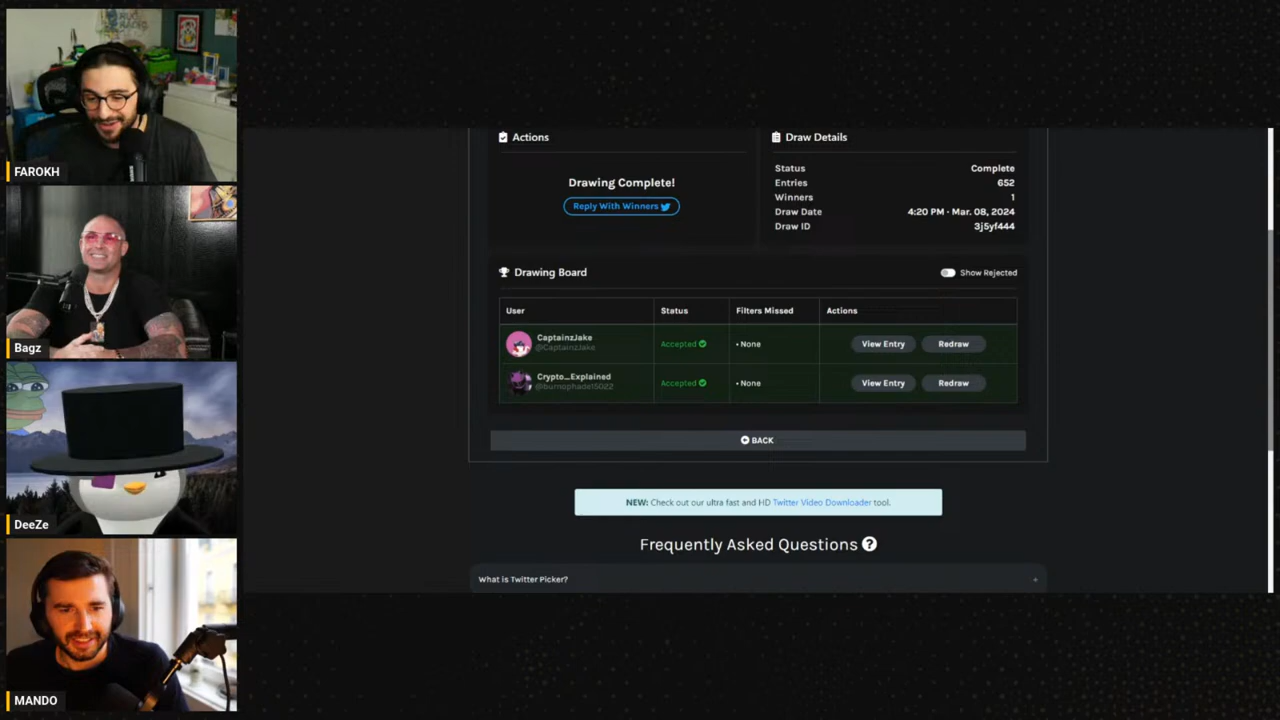 FAROKH
Bagz
DeeZe
MANDO
Actions
Drawing Complete!
Reply With Winners
Draw Details
Status Complete
Entries 652
Winners 1
Draw Date 4:20 PM · Mar. 08, 2024
Draw ID 3j5yf444
Drawing Board
Show Rejected
User Status Filters Missed Actions
CaptainzJake
@CaptainzJake
Accepted • None View Entry Redraw
Crypto_Explained
@bumophade15022
Accepted • None View Entry Redraw
BACK
NEW: Check out our ultra fast and HD Twitter Video Downloader tool.
Frequently Asked Questions ?
What is Twitter Picker? +